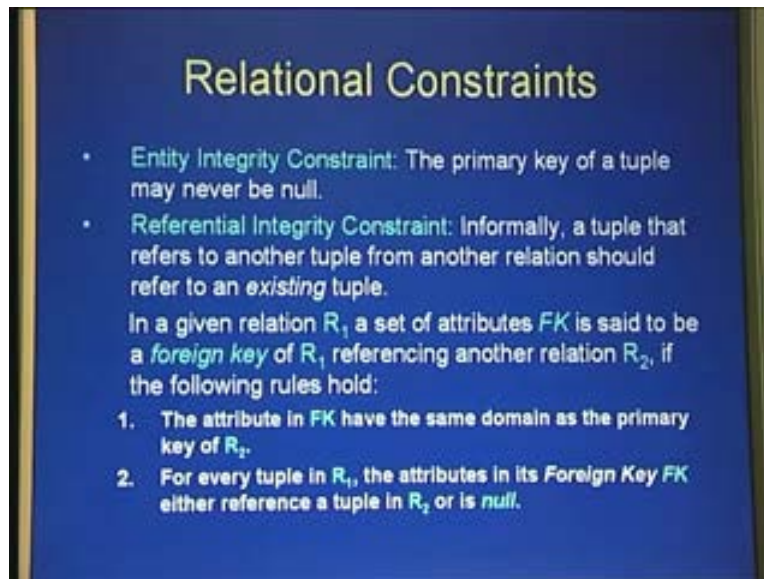 Relational Constraints
• Entity Integrity Constraint: The primary key of a tuple
may never be null.
• Referential Integrity Constraint: Informally, a tuple that
refers to another tuple from another relation should
refer to an existing tuple.
In a given relation R₁ a set of attributes FK is said to be
a foreign key of R₁ referencing another relation R₂, if
the following rules hold:
1. The attribute in FK have the same domain as the primary
key of R₂.
2. For every tuple in R₁, the attributes in its Foreign Key FK
either reference a tuple in R₂ or is null.